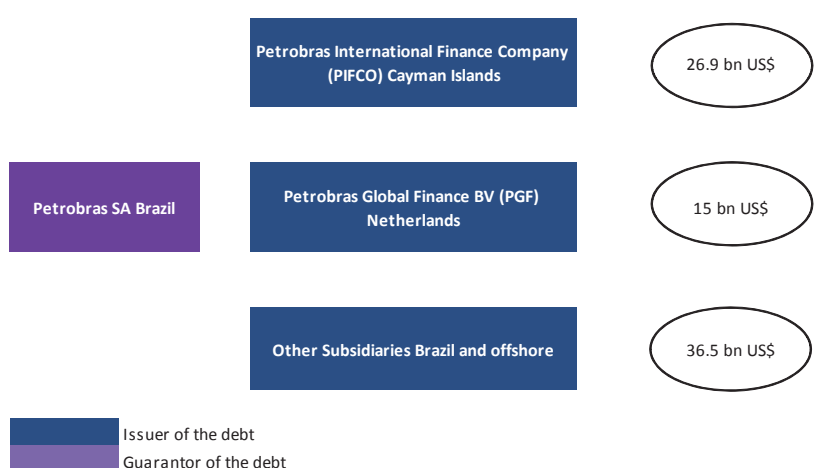 Petrobras International Finance Company
(PIFCO) Cayman Islands
26.9 bn US$
Petrobras SA Brazil
Petrobras Global Finance BV (PGF)
Netherlands
15 bn US$
Other Subsidiaries Brazil and offshore
36.5 bn US$
Issuer of the debt
Guarantor of the debt